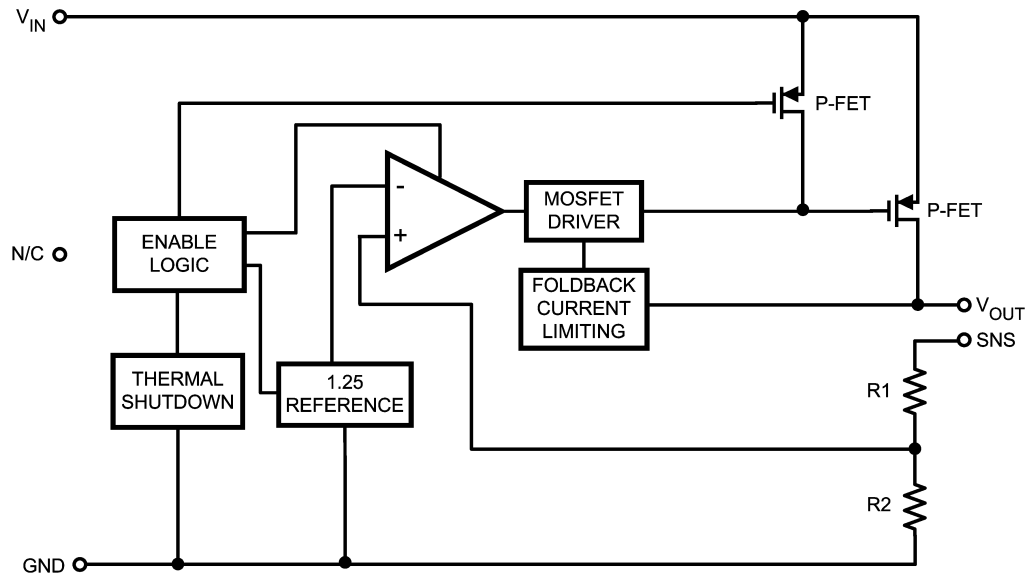 VIN
P-FET
P-FET
-
+
MOSFET
DRIVER
ENABLE
LOGIC
N/C
FOLDBACK
CURRENT
LIMITING
VOUT
SNS
THERMAL
SHUTDOWN
1.25
REFERENCE
R1
R2
GND